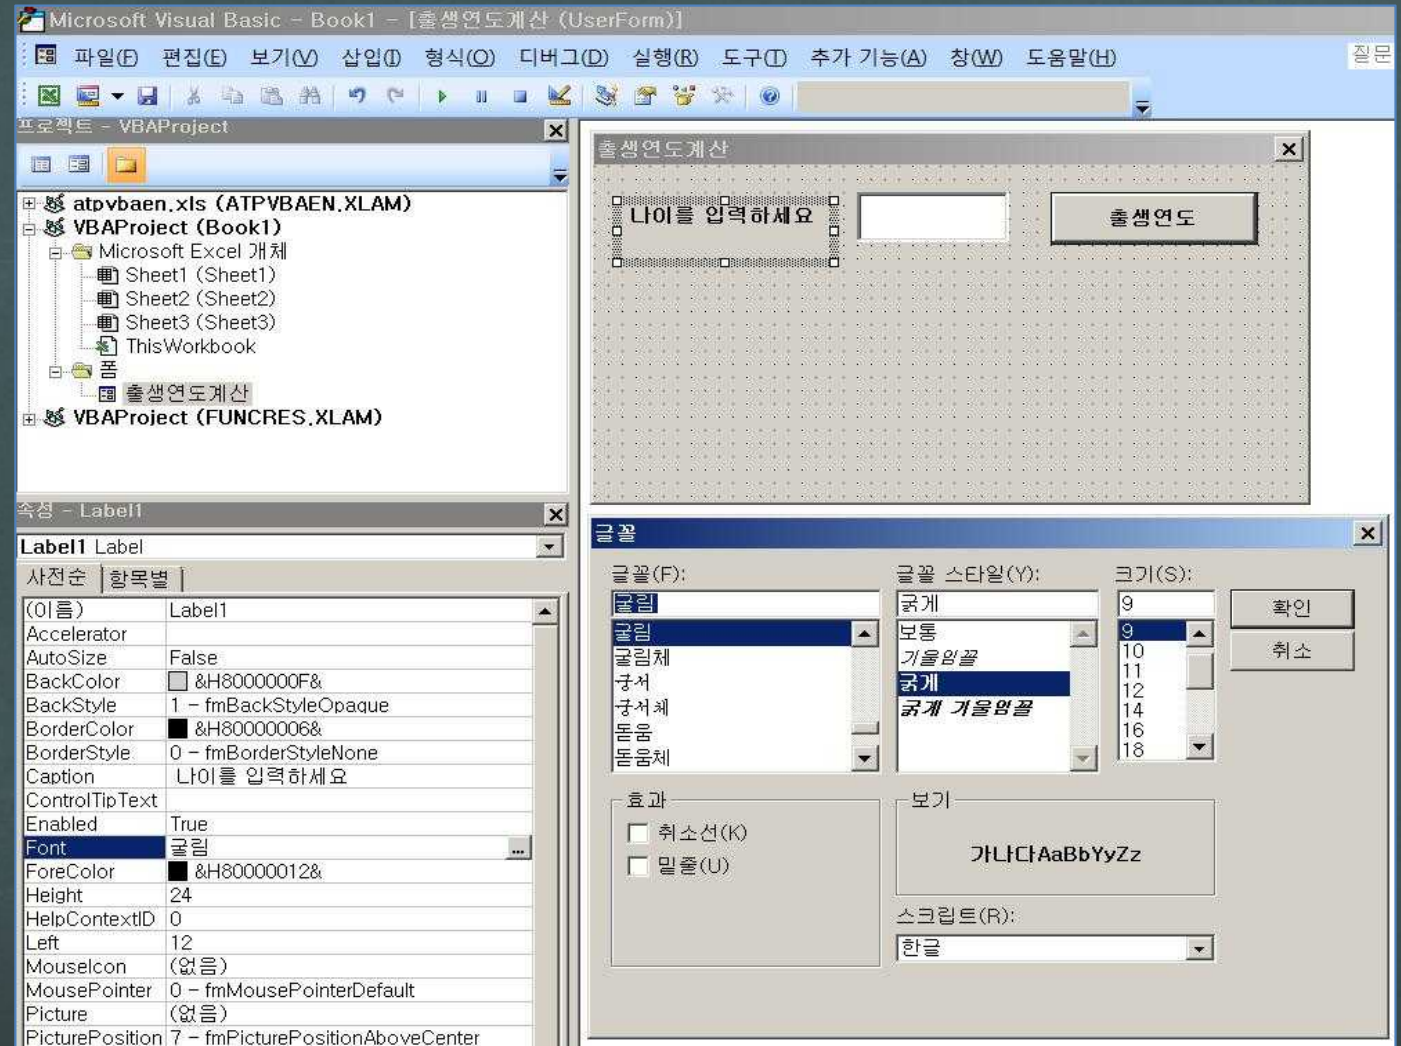 Microsoft Visual Basic - Book1 - [출생연도계산 (UserForm)]
파일(F) 편집(E) 보기(V) 삽입(I) 형식(O) 디버그(D) 실행(R) 도구(T) 추가 기능(A) 창(W) 도움말(H) 질문
프로젝트 - VBAProject
atpvbaen.xls (ATPVBAEN.XLAM)
VBAProject (Book1)
Microsoft Excel 개체
Sheet1 (Sheet1)
Sheet2 (Sheet2)
Sheet3 (Sheet3)
ThisWorkbook
폼
출생연도계산
VBAProject (FUNCRES.XLAM)
속성 - Label1
Label1 Label
사전순 항목별
(이름) Label1
Accelerator
AutoSize False
BackColor &H8000000F&
BackStyle 1 - fmBackStyleOpaque
BorderColor &H80000006&
BorderStyle 0 - fmBorderStyleNone
Caption 나이를 입력하세요
ControlTipText
Enabled True
Font 굴림 ...
ForeColor &H80000012&
Height 24
HelpContextID 0
Left 12
MouseIcon (없음)
MousePointer 0 - fmMousePointerDefault
Picture (없음)
PicturePosition 7 - fmPicturePositionAboveCenter
출생연도계산
나이를 입력하세요
출생연도
글꼴
글꼴(F):
굴림
굴림
굴림체
궁서
궁서체
돋움
돋움체
글꼴 스타일(Y):
굵게
보통
기울임꼴
굵게
굵게 기울임꼴
크기(S):
9
9
10
11
12
14
16
18
확인
취소
효과
취소선(K)
밑줄(U)
보기
가나다AaBbYyZz
스크립트(R):
한글